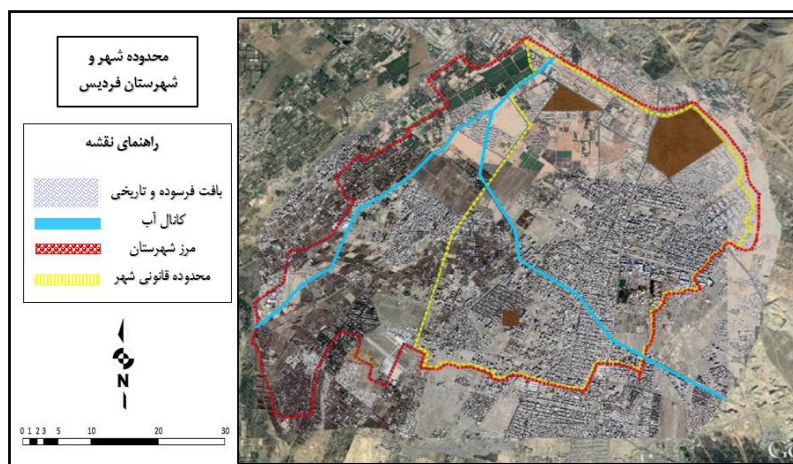 محدوده شهر و
شهرستان فردیس
راهنمای نقشه
بافت فرسوده و تاریخی
کانال آب
مرز شهرستان
محدوده قانونی شهر
N
0 1 2 3 5 10 20 30